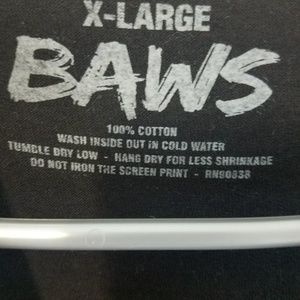 X-LARGE
BAWS
100% COTTON
WASH INSIDE OUT IN COLD WATER
TUMBLE DRY LOW - HANG DRY FOR LESS SHRINKAGE
DO NOT IRON THE SCREEN PRINT - RN90838